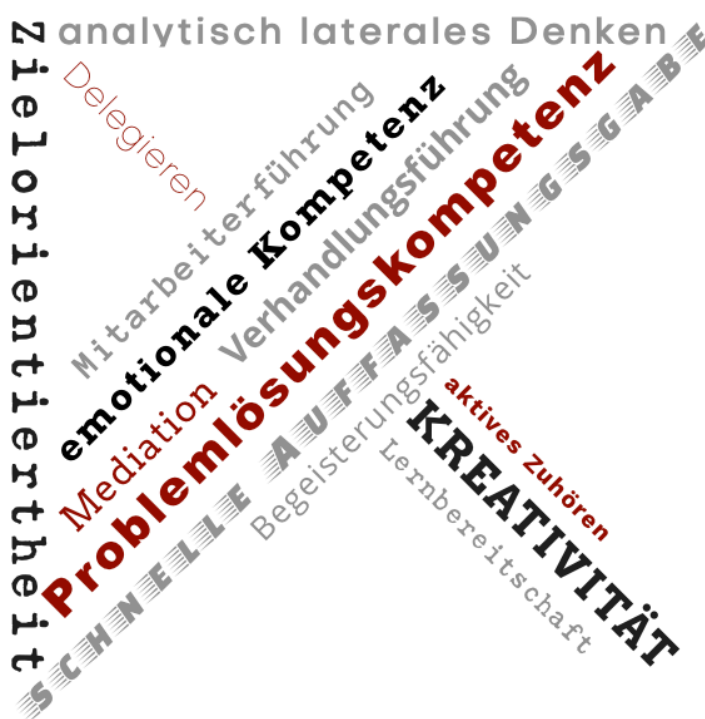 analytisch laterales Denken
Zielorientiertheit
Delegieren
Mitarbeiterführung
emotionale Kompetenz
Verhandlungsführung
Mediation
Problemlösungskompetenz
SCHNELLE AUFFASSUNGSGABE
Begeisterungsfähigkeit
aktives Zuhören
KREATIVITÄT
Lernbereitschaft